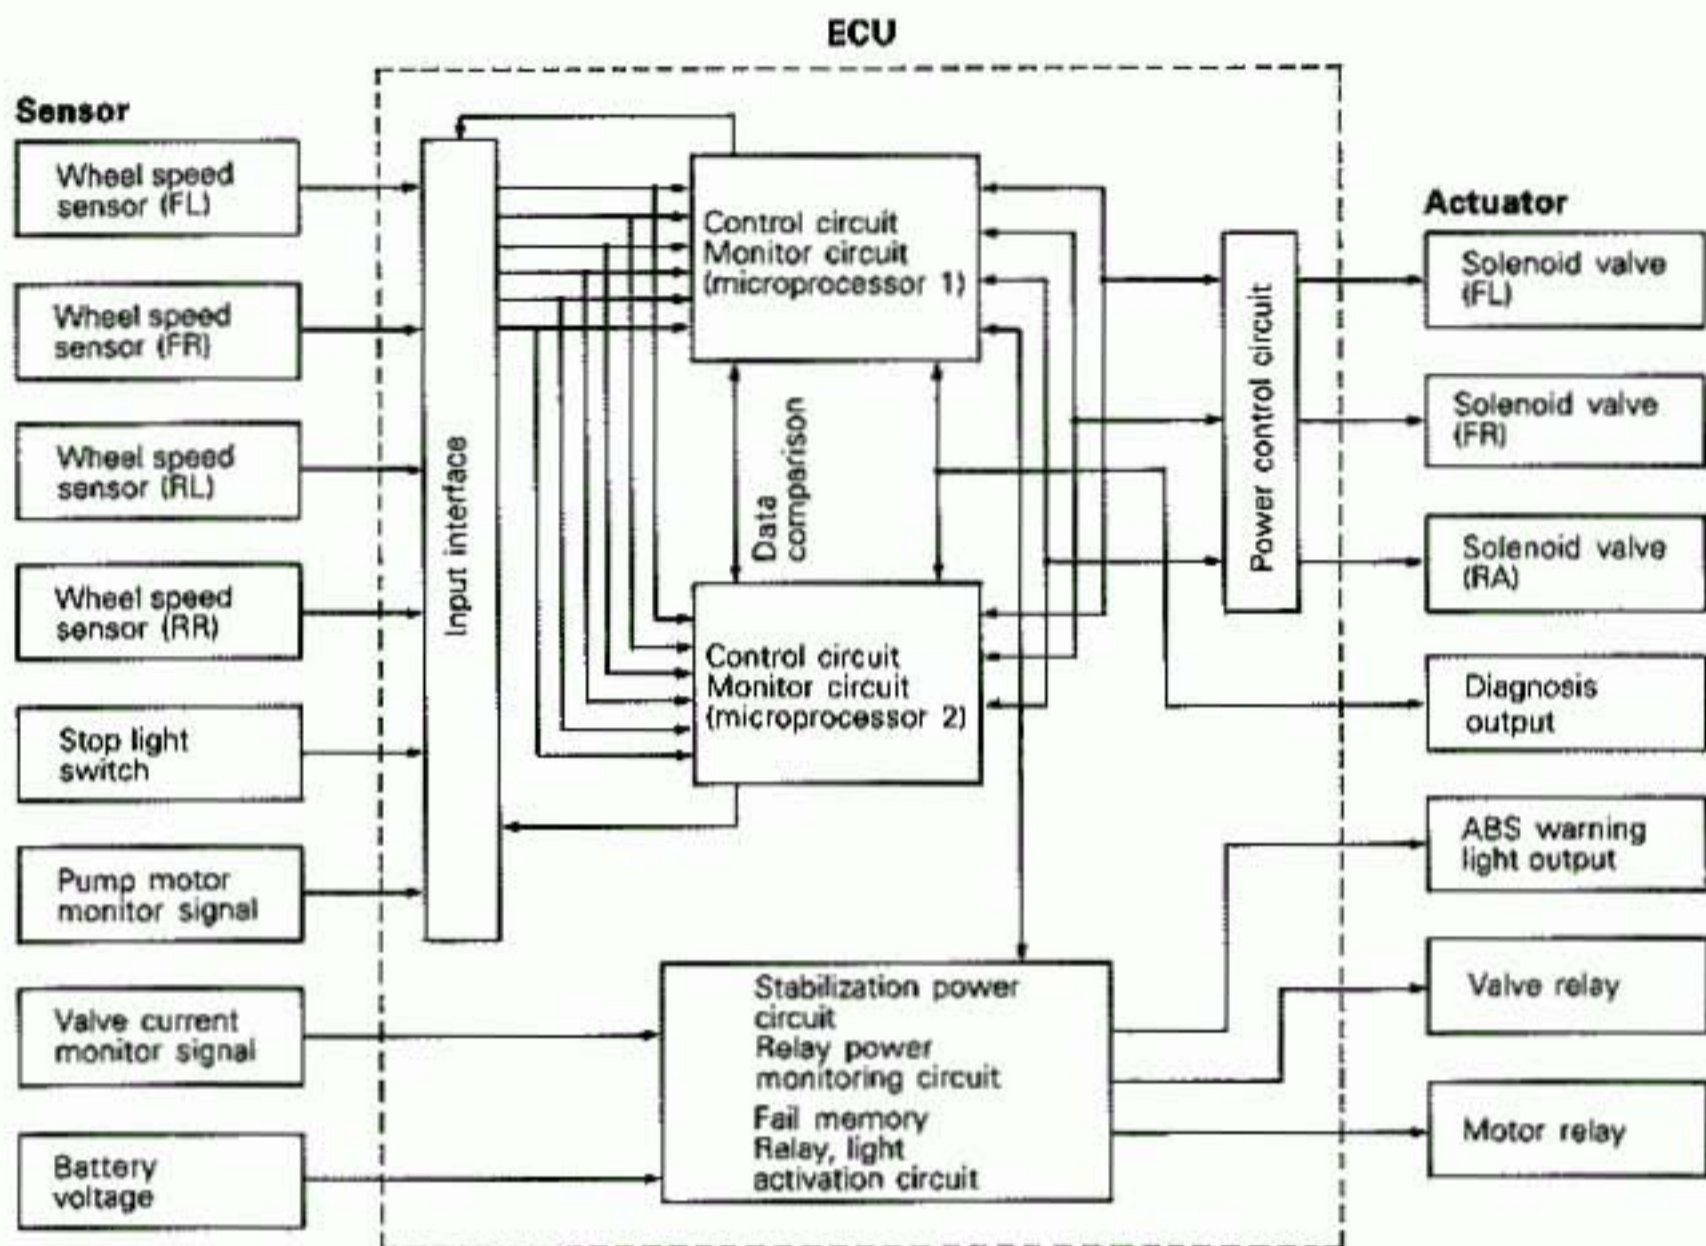 ECU
Sensor
Wheel speed
sensor (FL)
Wheel speed
sensor (FR)
Wheel speed
sensor (RL)
Wheel speed
sensor (RR)
Stop light
switch
Pump motor
monitor signal
Valve current
monitor signal
Battery
voltage
Input interface
Control circuit
Monitor circuit
(microprocessor 1)
Data
comparison
Control circuit
Monitor circuit
(microprocessor 2)
Stabilization power
circuit
Relay power
monitoring circuit
Fail memory
Relay, light
activation circuit
Power control circuit
Actuator
Solenoid valve
(FL)
Solenoid valve
(FR)
Solenoid valve
(RA)
Diagnosis
output
ABS warning
light output
Valve relay
Motor relay